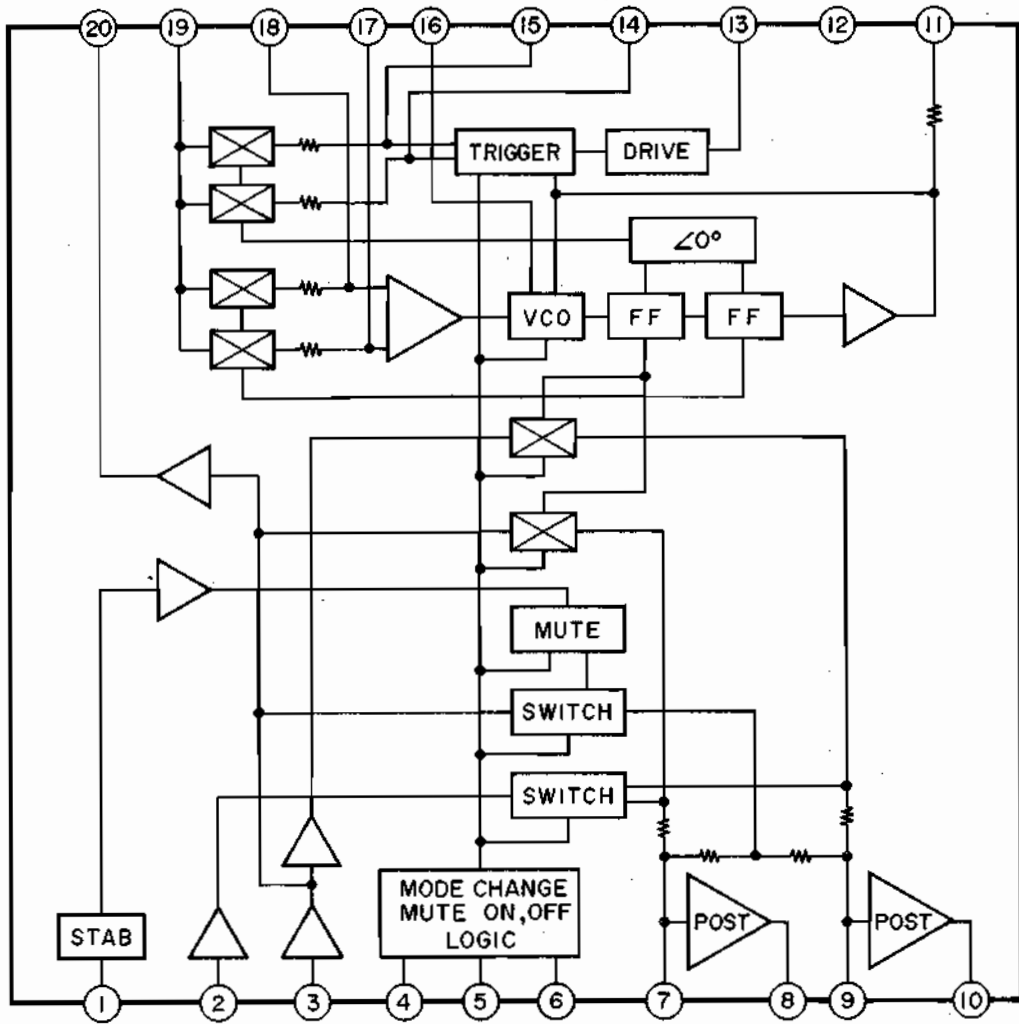 20 19 18 17 16 15 14 13 12 11
TRIGGER
DRIVE
∠0°
VCO
FF
FF
MUTE
SWITCH
SWITCH
MODE CHANGE
MUTE ON,OFF
LOGIC
STAB
POST
POST
1 2 3 4 5 6 7 8 9 10